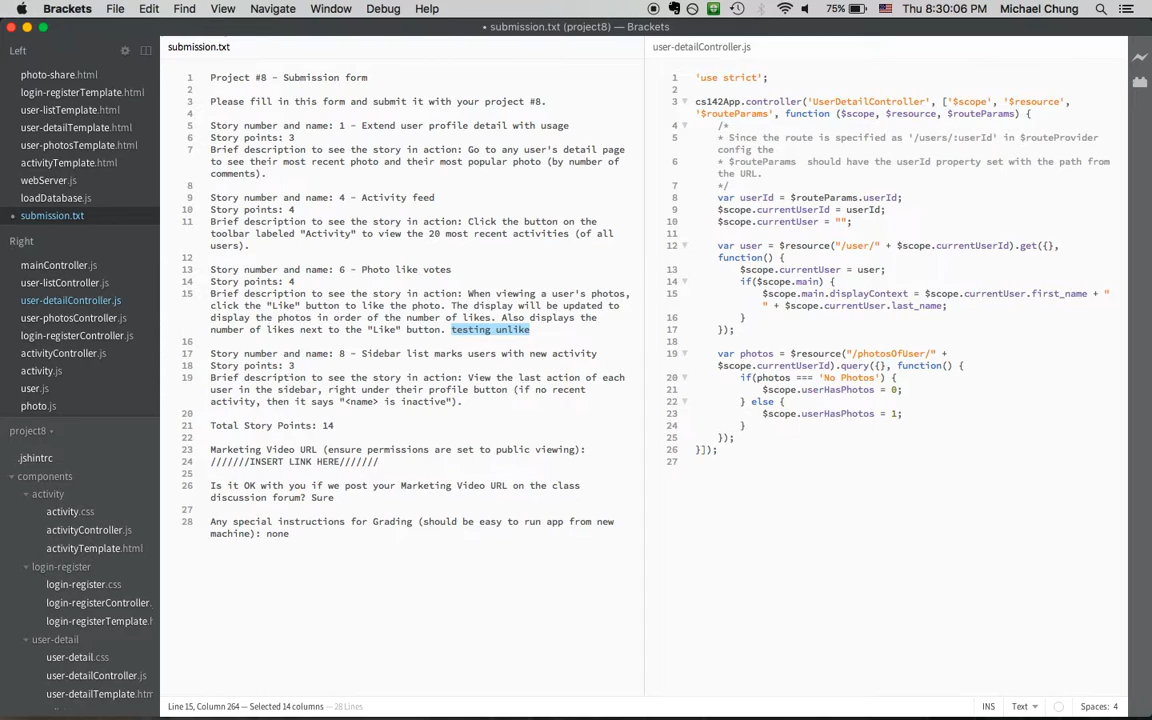 Brackets File Edit Find View Navigate Window Debug Help 75% Thu 8:30:06 PM Michael Chung
• submission.txt (project8) — Brackets
Left
photo-share.html
login-registerTemplate.html
user-listTemplate.html
user-detailTemplate.html
user-photosTemplate.html
activityTemplate.html
webServer.js
loadDatabase.js
submission.txt
Right
mainController.js
user-listController.js
user-detailController.js
user-photosController.js
login-registerController.js
activityController.js
activity.js
user.js
photo.js
project8
.jshintrc
components
activity
activity.css
activityController.js
activityTemplate.html
login-register
login-register.css
login-registerController.
login-registerTemplate.h
user-detail
user-detail.css
user-detailController.js
user-detailTemplate.htm
submission.txt
1 Project #8 - Submission form
2
3 Please fill in this form and submit it with your project #8.
4
5 Story number and name: 1 - Extend user profile detail with usage
6 Story points: 3
7 Brief description to see the story in action: Go to any user's detail page
to see their most recent photo and their most popular photo (by number of
comments).
8
9 Story number and name: 4 - Activity feed
10 Story points: 4
11 Brief description to see the story in action: Click the button on the
toolbar labeled "Activity" to view the 20 most recent activities (of all
users).
12
13 Story number and name: 6 - Photo like votes
14 Story points: 4
15 Brief description to see the story in action: When viewing a user's photos,
click the "Like" button to like the photo. The display will be updated to
display the photos in order of the number of likes. Also displays the
number of likes next to the "Like" button. testing unlike
16
17 Story number and name: 8 - Sidebar list marks users with new activity
18 Story points: 3
19 Brief description to see the story in action: View the last action of each
user in the sidebar, right under their profile button (if no recent
activity, then it says "<name> is inactive").
20
21 Total Story Points: 14
22
23 Marketing Video URL (ensure permissions are set to public viewing):
24 ///////INSERT LINK HERE///////
25
26 Is it OK with you if we post your Marketing Video URL on the class
discussion forum? Sure
27
28 Any special instructions for Grading (should be easy to run app from new
machine): none
user-detailController.js
1 'use strict';
2
3 cs142App.controller('UserDetailController', ['$scope', '$resource',
'$routeParams', function ($scope, $resource, $routeParams) {
4 /*
5 * Since the route is specified as '/users/:userId' in $routeProvider
config the
6 * $routeParams should have the userId property set with the path from
the URL.
7 */
8 var userId = $routeParams.userId;
9 $scope.currentUserId = userId;
10 $scope.currentUser = "";
11
12 var user = $resource("/user/" + $scope.currentUserId).get({},
function() {
13 $scope.currentUser = user;
14 if($scope.main) {
15 $scope.main.displayContext = $scope.currentUser.first_name + "
" + $scope.currentUser.last_name;
16 }
17 });
18
19 var photos = $resource("/photosOfUser/" +
$scope.currentUserId).query({}, function() {
20 if(photos === 'No Photos') {
21 $scope.userHasPhotos = 0;
22 } else {
23 $scope.userHasPhotos = 1;
24 }
25 });
26 }]);
27
Line 15, Column 264 — Selected 14 columns — 28 Lines
INS Text Spaces: 4